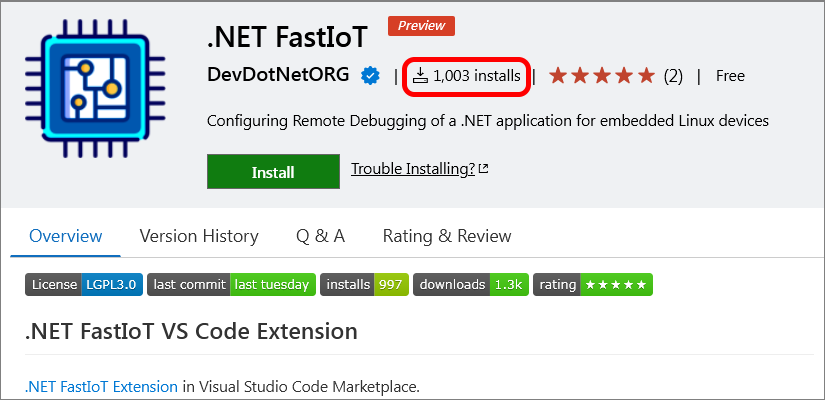 .NET FastIoT Preview
DevDotNetORG | 1,003 installs | ★★★★★ (2) | Free
Configuring Remote Debugging of a .NET application for embedded Linux devices
Install Trouble Installing?
Overview Version History Q & A Rating & Review
License LGPL3.0 last commit last tuesday installs 997 downloads 1.3k rating ★★★★★
.NET FastIoT VS Code Extension
.NET FastIoT Extension in Visual Studio Code Marketplace.